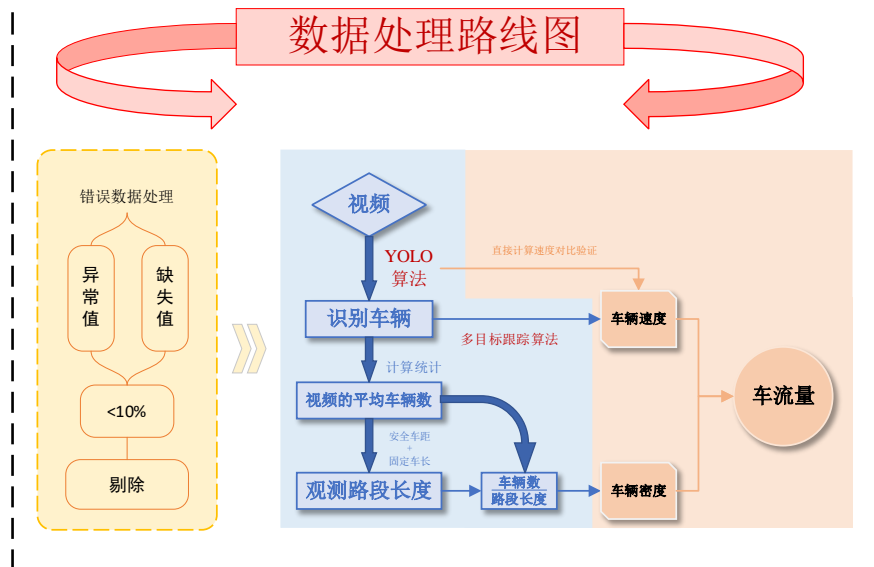 数据处理路线图
错误数据处理
异常值
缺失值
<10%
剔除
视频
YOLO
算法
直接计算速度对比验证
识别车辆
多目标跟踪算法
车辆速度
计算统计
视频的平均车辆数
车流量
安全车距
+
固定车长
观测路段长度
车辆数
路段长度
车辆密度